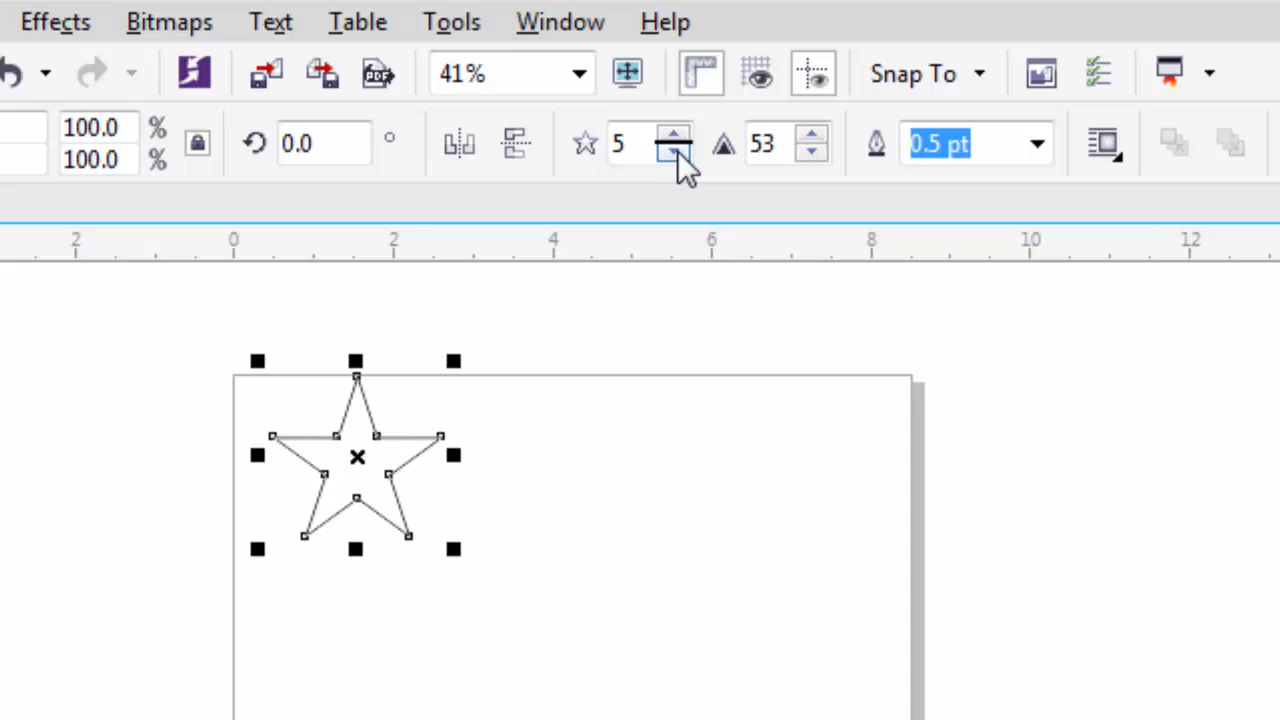 Effects Bitmaps Text Table Tools Window Help
PDF 41% Snap To
100.0 %
100.0 %
0.0 ° 5 53 0.5 pt
2 0 2 4 6 8 10 12